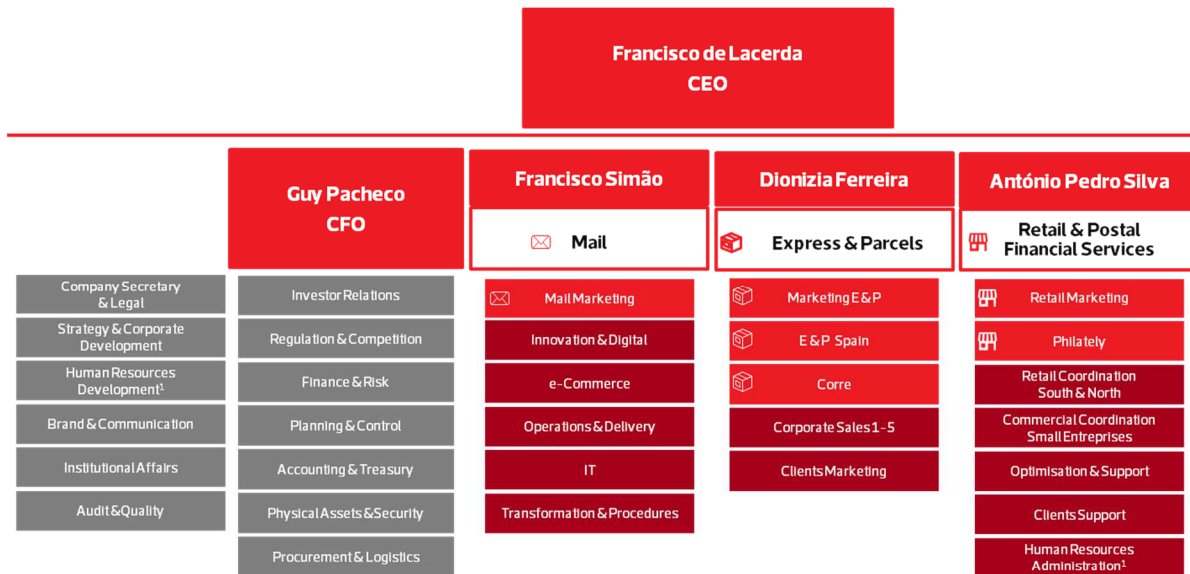 Francisco de Lacerda
CEO
Guy Pacheco
CFO
Francisco Simão
Mail
Dionizia Ferreira
Express & Parcels
António Pedro Silva
Retail & Postal
Financial Services
Company Secretary
& Legal
Strategy & Corporate
Development
Human Resources
Development¹
Brand & Communication
Institutional Affairs
Audit & Quality
Investor Relations
Regulation & Competition
Finance & Risk
Planning & Control
Accounting & Treasury
Physical Assets & Security
Procurement & Logistics
Mail Marketing
Innovation & Digital
e-Commerce
Operations & Delivery
IT
Transformation & Procedures
Marketing E & P
E & P Spain
Corre
Corporate Sales 1-5
Clients Marketing
Retail Marketing
Philately
Retail Coordination
South & North
Commercial Coordination
Small Entreprises
Optimisation & Support
Clients Support
Human Resources
Administration¹